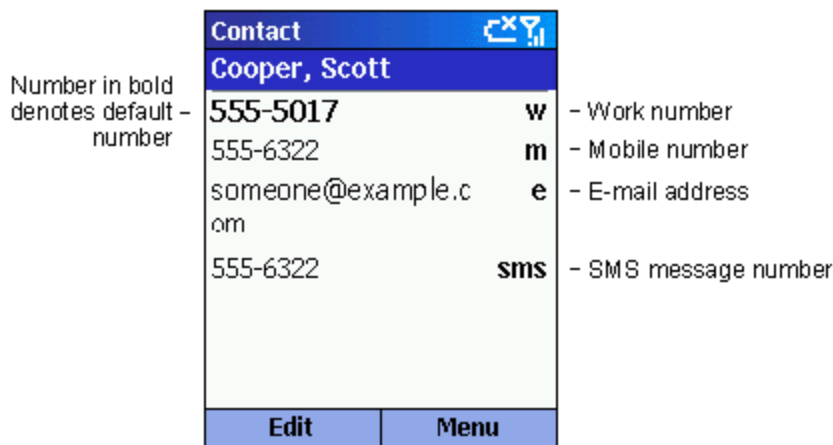 Contact
Cooper, Scott
Number in bold
denotes default –
number
555-5017 w – Work number
555-6322 m – Mobile number
someone@example.c e – E-mail address
om
555-6322 sms – SMS message number
Edit Menu